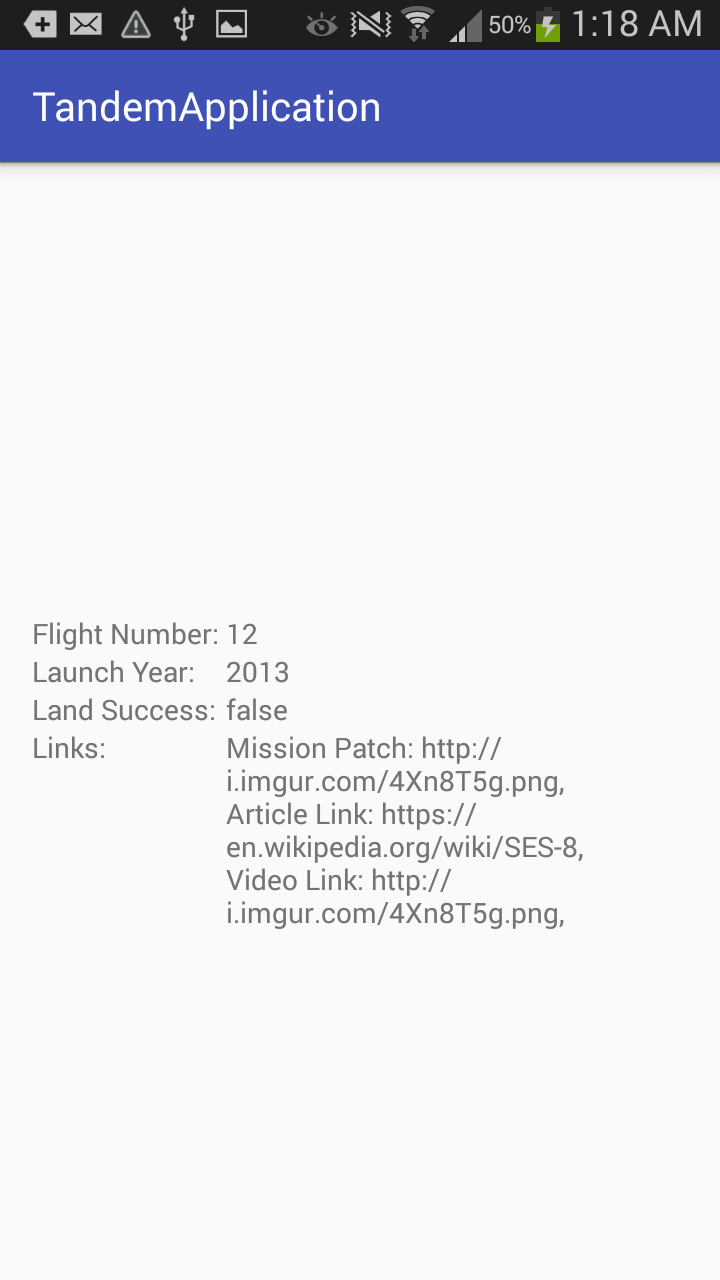 50% 1:18 AM
TandemApplication
Flight Number: 12
Launch Year: 2013
Land Success: false
Links: Mission Patch: http://
i.imgur.com/4Xn8T5g.png,
Article Link: https://
en.wikipedia.org/wiki/SES-8,
Video Link: http://
i.imgur.com/4Xn8T5g.png,